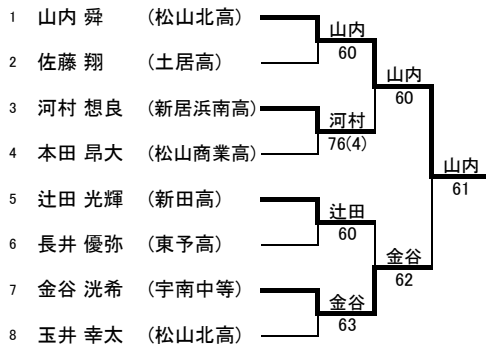 1 山内 舜 (松山北高)
山内
60
2 佐藤 翔 (土居高)
山内
60
3 河村 想良 (新居浜南高)
河村
76(4)
4 本田 昂大 (松山商業高)
山内
61
5 辻田 光輝 (新田高)
辻田
60
6 長井 優弥 (東予高)
金谷
62
7 金谷 洸希 (宇南中等)
金谷
63
8 玉井 幸太 (松山北高)